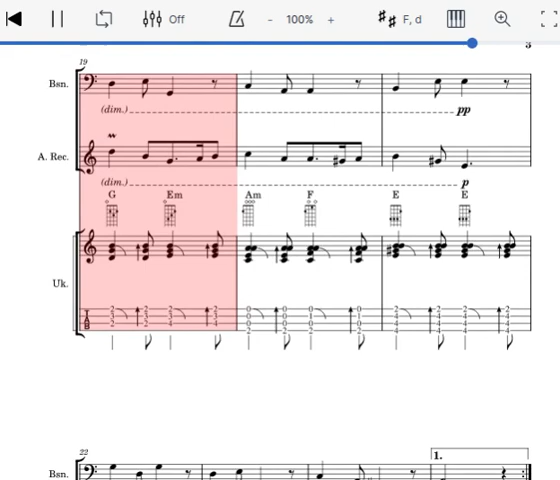 Off - 100% + F, d
3
19
Bsn.
(dim.) pp
A. Rec.
(dim.) p
G Em Am F E E
Uk.
T
A
B
22
1.
Bsn.